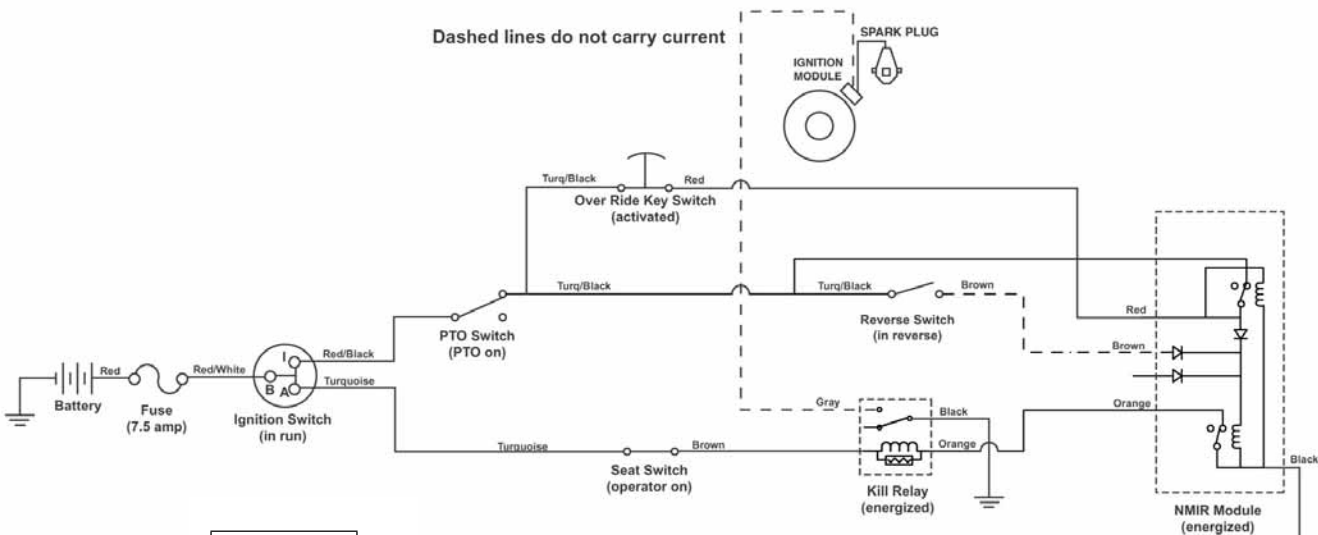 Dashed lines do not carry current
SPARK PLUG
IGNITION
MODULE
Turq/Black
Red
Over Ride Key Switch
(activated)
Turq/Black
Turq/Black
Brown
Reverse Switch
(in reverse)
Red
Brown
PTO Switch
(PTO on)
Red/Black
Red
Red/White
I
B
A
Turquoise
Battery
Fuse
(7.5 amp)
Ignition Switch
(in run)
Gray
Black
Orange
Turquoise
Brown
Orange
Seat Switch
(operator on)
Kill Relay
(energized)
Black
NMIR Module
(energized)